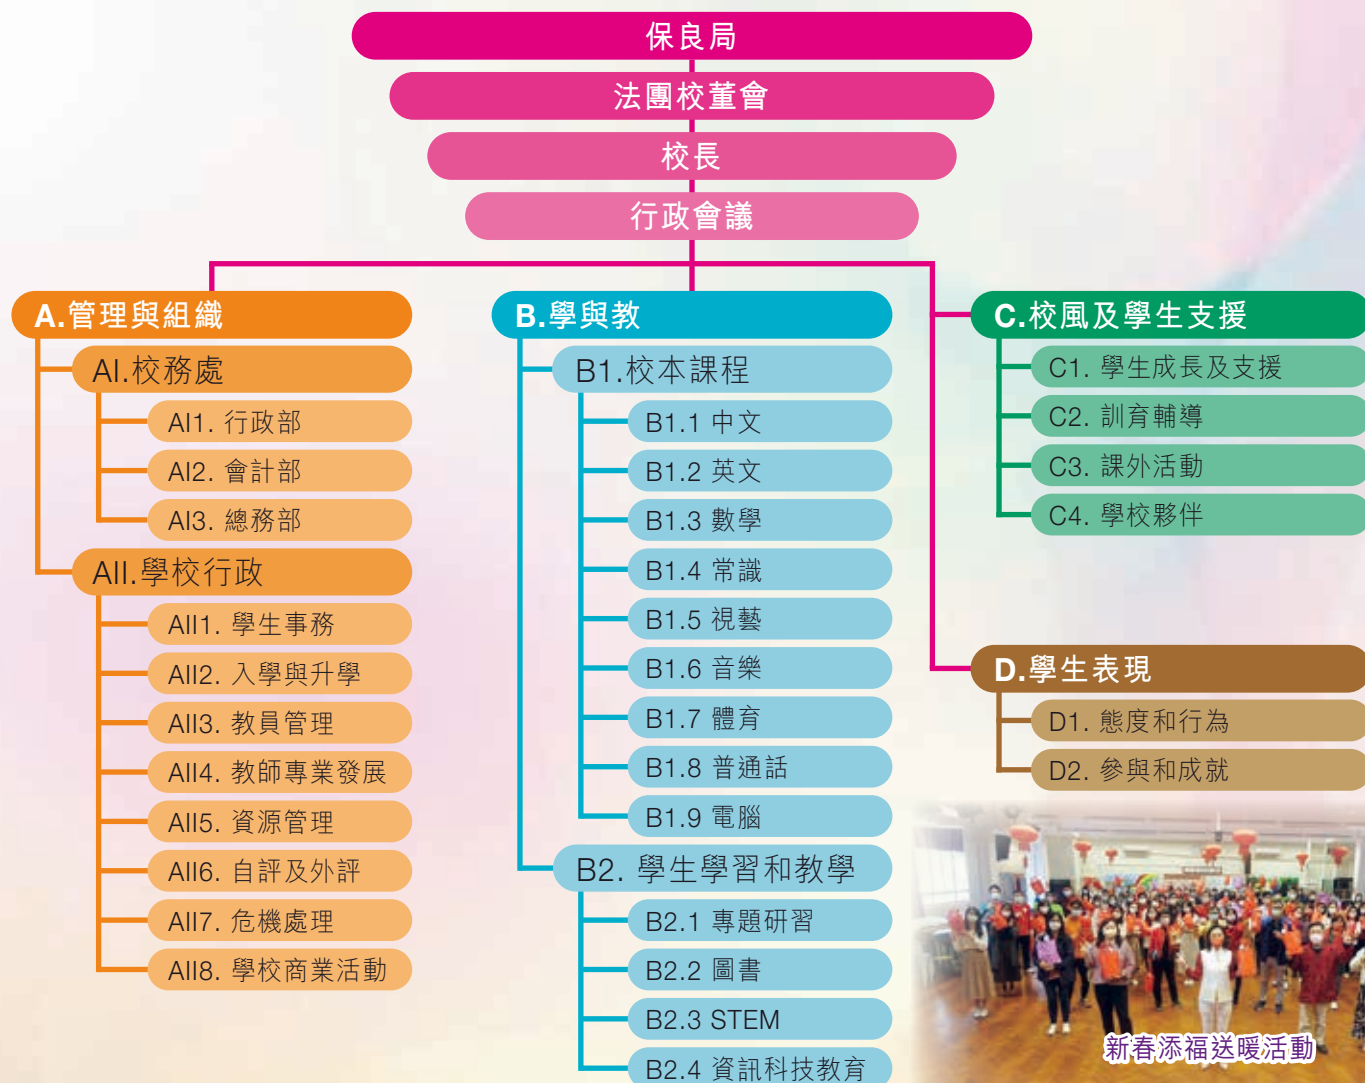 保良局
法團校董會
校長
行政會議
A.管理與組織
AI.校務處
AI1. 行政部
AI2. 會計部
AI3. 總務部
AII.學校行政
AII1. 學生事務
AII2. 入學與升學
AII3. 教員管理
AII4. 教師專業發展
AII5. 資源管理
AII6. 自評及外評
AII7. 危機處理
AII8. 學校商業活動
B.學與教
B1.校本課程
B1.1 中文
B1.2 英文
B1.3 數學
B1.4 常識
B1.5 視藝
B1.6 音樂
B1.7 體育
B1.8 普通話
B1.9 電腦
B2. 學生學習和教學
B2.1 專題研習
B2.2 圖書
B2.3 STEM
B2.4 資訊科技教育
C.校風及學生支援
C1. 學生成長及支援
C2. 訓育輔導
C3. 課外活動
C4. 學校夥伴
D.學生表現
D1. 態度和行為
D2. 參與和成就
新春添福送暖活動